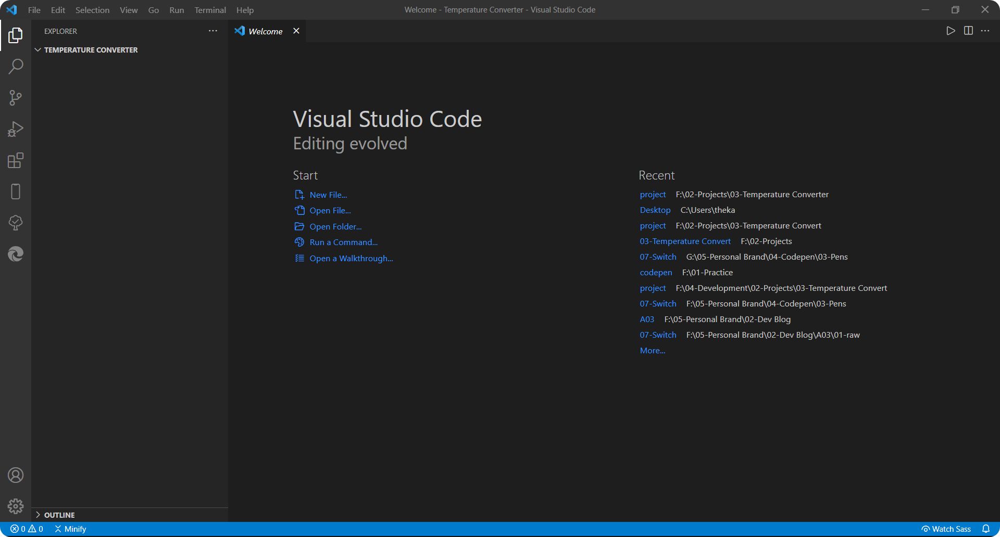 File Edit Selection View Go Run Terminal Help
Welcome - Temperature Converter - Visual Studio Code
EXPLORER
TEMPERATURE CONVERTER
Welcome
Visual Studio Code
Editing evolved
Start
New File...
Open File...
Open Folder...
Run a Command...
Open a Walkthrough...
Recent
project F:\02-Projects\03-Temperature Converter
Desktop C:\Users\theka
project F:\02-Projects\03-Temperature Convert
03-Temperature Convert F:\02-Projects
07-Switch G:\05-Personal Brand\04-Codepen\03-Pens
codepen F:\01-Practice
project F:\04-Development\02-Projects\03-Temperature Convert
07-Switch F:\05-Personal Brand\04-Codepen\03-Pens
A03 F:\05-Personal Brand\02-Dev Blog
07-Switch F:\05-Personal Brand\02-Dev Blog\A03\01-raw
More...
OUTLINE
0 0 Minify
Watch Sass